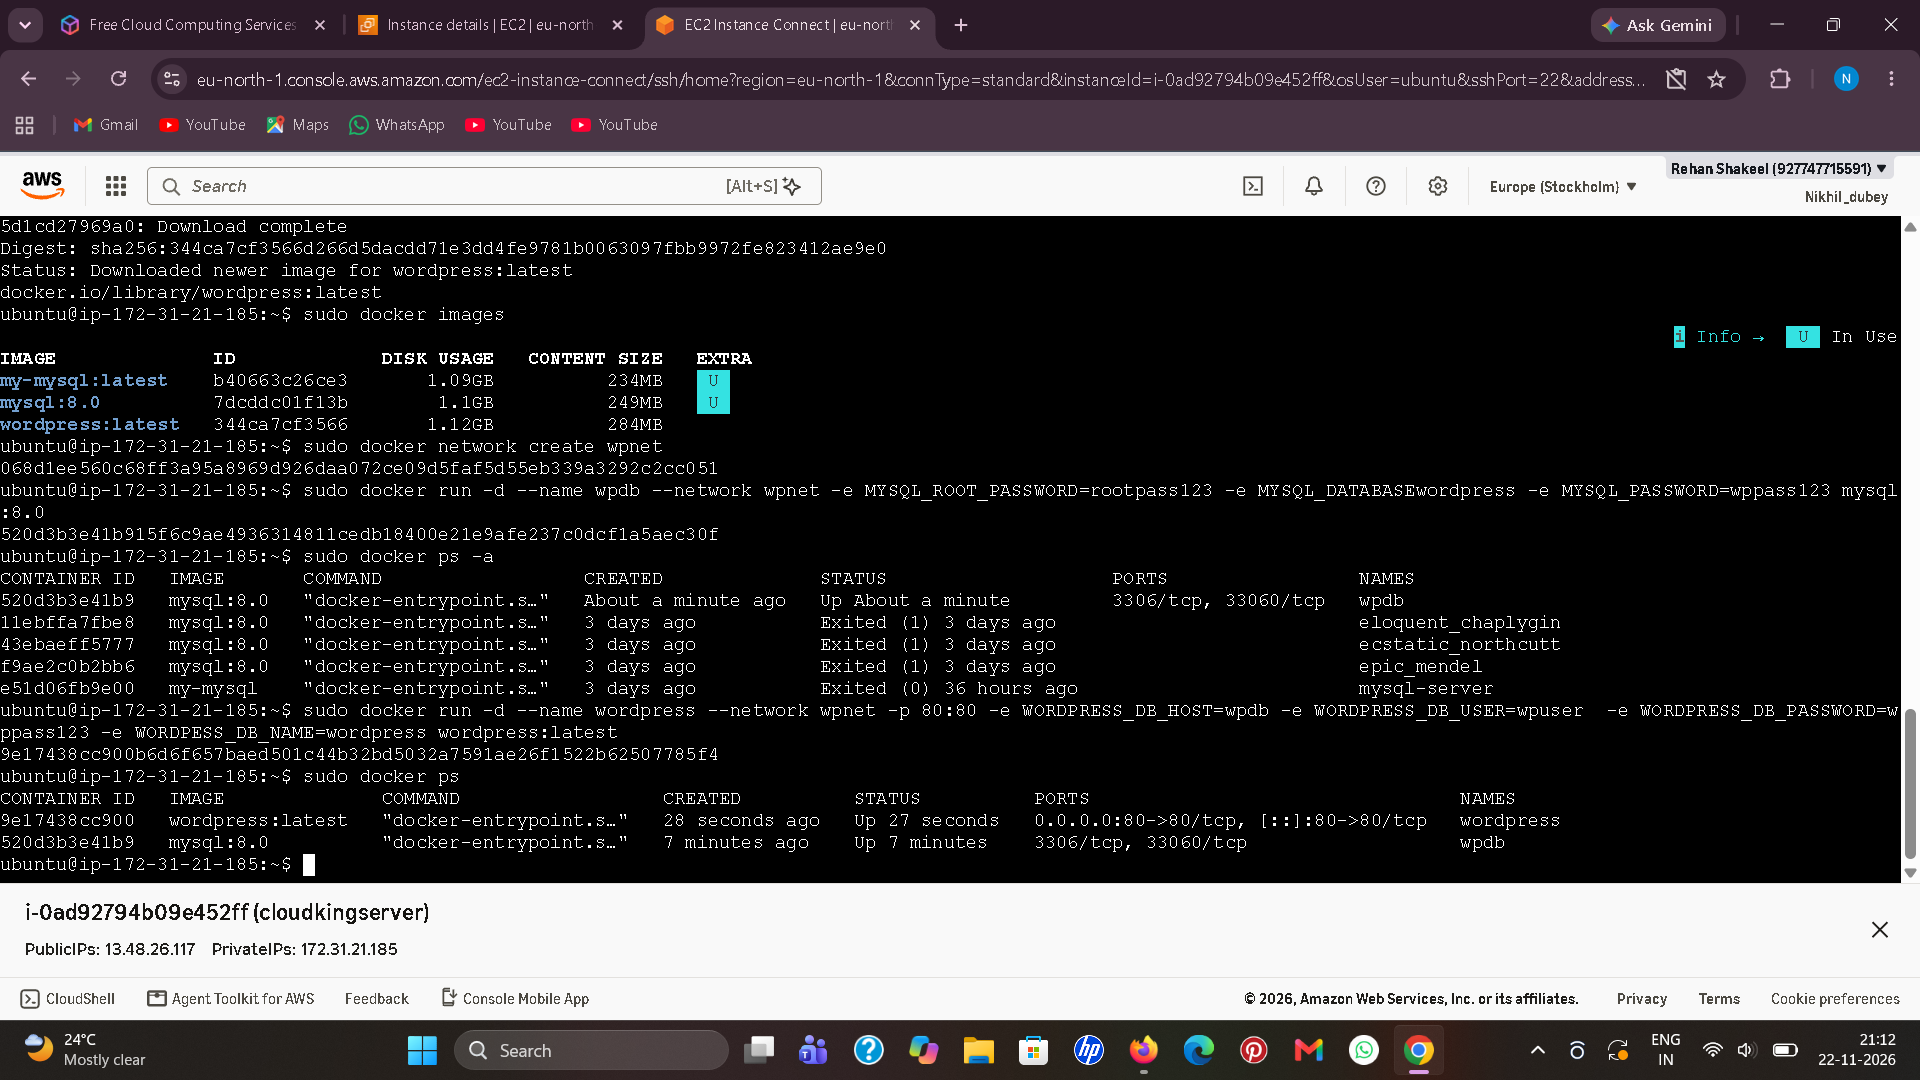 Free Cloud Computing Services
Instance details | EC2 | eu-north
EC2 Instance Connect | eu-nort
Ask Gemini
eu-north-1.console.aws.amazon.com/ec2-instance-connect/ssh/home?region=eu-north-1&connType=standard&instanceId=i-0ad92794b09e452ff&osUser=ubuntu&sshPort=22&address...
N
Gmail
YouTube
Maps
WhatsApp
YouTube
YouTube
aws
Search
[Alt+S]
Europe (Stockholm)
Rehan Shakeel (927747715591)
Nikhil_dubey
5d1cd27969a0: Download complete
Digest: sha256:344ca7cf3566d266d5dacdd71e3dd4fe9781b0063097fbb9972fe823412ae9e0
Status: Downloaded newer image for wordpress:latest
docker.io/library/wordpress:latest
ubuntu@ip-172-31-21-185:~$ sudo docker images
i Info → U In Use
IMAGE ID DISK USAGE CONTENT SIZE EXTRA
my-mysql:latest b40663c26ce3 1.09GB 234MB U
mysql:8.0 7dcddc01f13b 1.1GB 249MB U
wordpress:latest 344ca7cf3566 1.12GB 284MB
ubuntu@ip-172-31-21-185:~$ sudo docker network create wpnet
068d1ee560c68ff3a95a8969d926daa072ce09d5faf5d55eb339a3292c2cc051
ubuntu@ip-172-31-21-185:~$ sudo docker run -d --name wpdb --network wpnet -e MYSQL_ROOT_PASSWORD=rootpass123 -e MYSQL_DATABASEwordpress -e MYSQL_PASSWORD=wppass123 mysql
:8.0
520d3b3e41b915f6c9ae4936314811cedb18400e21e9afe237c0dcf1a5aec30f
ubuntu@ip-172-31-21-185:~$ sudo docker ps -a
CONTAINER ID IMAGE COMMAND CREATED STATUS PORTS NAMES
520d3b3e41b9 mysql:8.0 "docker-entrypoint.s…" About a minute ago Up About a minute 3306/tcp, 33060/tcp wpdb
11ebffa7fbe8 mysql:8.0 "docker-entrypoint.s…" 3 days ago Exited (1) 3 days ago eloquent_chaplygin
43ebaeff5777 mysql:8.0 "docker-entrypoint.s…" 3 days ago Exited (1) 3 days ago ecstatic_northcutt
f9ae2c0b2bb6 mysql:8.0 "docker-entrypoint.s…" 3 days ago Exited (1) 3 days ago epic_mendel
e51d06fb9e00 my-mysql "docker-entrypoint.s…" 3 days ago Exited (0) 36 hours ago mysql-server
ubuntu@ip-172-31-21-185:~$ sudo docker run -d --name wordpress --network wpnet -p 80:80 -e WORDPRESS_DB_HOST=wpdb -e WORDPRESS_DB_USER=wpuser -e WORDPRESS_DB_PASSWORD=w
ppass123 -e WORDPESS_DB_NAME=wordpress wordpress:latest
9e17438cc900b6d6f657baed501c44b32bd5032a7591ae26f1522b62507785f4
ubuntu@ip-172-31-21-185:~$ sudo docker ps
CONTAINER ID IMAGE COMMAND CREATED STATUS PORTS NAMES
9e17438cc900 wordpress:latest "docker-entrypoint.s…" 28 seconds ago Up 27 seconds 0.0.0.0:80->80/tcp, [::]:80->80/tcp wordpress
520d3b3e41b9 mysql:8.0 "docker-entrypoint.s…" 7 minutes ago Up 7 minutes 3306/tcp, 33060/tcp wpdb
ubuntu@ip-172-31-21-185:~$
i-0ad92794b09e452ff (cloudkingserver)
PublicIPs: 13.48.26.117 PrivateIPs: 172.31.21.185
CloudShell
Agent Toolkit for AWS
Feedback
Console Mobile App
© 2026, Amazon Web Services, Inc. or its affiliates.
Privacy
Terms
Cookie preferences
24°C
Mostly clear
Search
hp
ENG
IN
21:12
22-11-2026